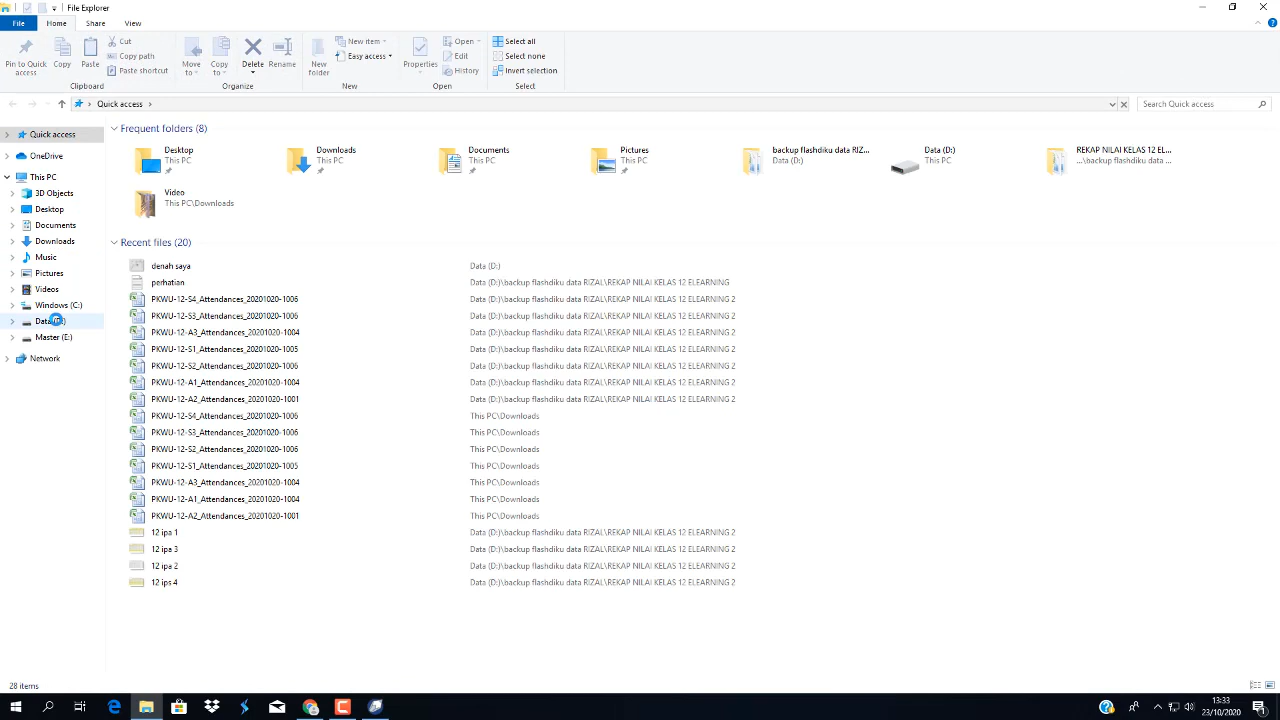 File Explorer
File Home Share View
Pin to Quick access
Copy
Paste
Cut
Copy path
Paste shortcut
Clipboard
Move to
Copy to
Delete
Rename
Organize
New folder
New item
Easy access
New
Properties
Open
Edit
History
Open
Select all
Select none
Invert selection
Select
Quick access
Search Quick access
Quick access
OneDrive
This PC
3D Objects
Desktop
Documents
Downloads
Music
Pictures
Videos
Windows (C:)
Master (E:)
Network
Frequent folders (8)
Desktop
This PC
Downloads
This PC
Documents
This PC
Pictures
This PC
backup flashdiku data RIZ...
Data (D:)
Data (D:)
This PC
REKAP NILAI KELAS 12 EL...
...\backup flashdiku data ...
Video
This PC\Downloads
Recent files (20)
denah saya Data (D:)
perhatian Data (D:)\backup flashdiku data RIZAL\REKAP NILAI KELAS 12 ELEARNING
PKWU-12-S4_Attendances_20201020-1006 Data (D:)\backup flashdiku data RIZAL\REKAP NILAI KELAS 12 ELEARNING 2
PKWU-12-S3_Attendances_20201020-1006 Data (D:)\backup flashdiku data RIZAL\REKAP NILAI KELAS 12 ELEARNING 2
PKWU-12-A3_Attendances_20201020-1004 Data (D:)\backup flashdiku data RIZAL\REKAP NILAI KELAS 12 ELEARNING 2
PKWU-12-S1_Attendances_20201020-1005 Data (D:)\backup flashdiku data RIZAL\REKAP NILAI KELAS 12 ELEARNING 2
PKWU-12-S2_Attendances_20201020-1006 Data (D:)\backup flashdiku data RIZAL\REKAP NILAI KELAS 12 ELEARNING 2
PKWU-12-A1_Attendances_20201020-1004 Data (D:)\backup flashdiku data RIZAL\REKAP NILAI KELAS 12 ELEARNING 2
PKWU-12-A2_Attendances_20201020-1001 Data (D:)\backup flashdiku data RIZAL\REKAP NILAI KELAS 12 ELEARNING 2
PKWU-12-S4_Attendances_20201020-1006 This PC\Downloads
PKWU-12-S3_Attendances_20201020-1006 This PC\Downloads
PKWU-12-S2_Attendances_20201020-1006 This PC\Downloads
PKWU-12-S1_Attendances_20201020-1005 This PC\Downloads
PKWU-12-A3_Attendances_20201020-1004 This PC\Downloads
PKWU-12-A1_Attendances_20201020-1004 This PC\Downloads
PKWU-12-A2_Attendances_20201020-1001 This PC\Downloads
12 ipa 1 Data (D:)\backup flashdiku data RIZAL\REKAP NILAI KELAS 12 ELEARNING 2
12 ipa 3 Data (D:)\backup flashdiku data RIZAL\REKAP NILAI KELAS 12 ELEARNING 2
12 ipa 2 Data (D:)\backup flashdiku data RIZAL\REKAP NILAI KELAS 12 ELEARNING 2
12 ips 4 Data (D:)\backup flashdiku data RIZAL\REKAP NILAI KELAS 12 ELEARNING 2
28 items
13:33
23/10/2020